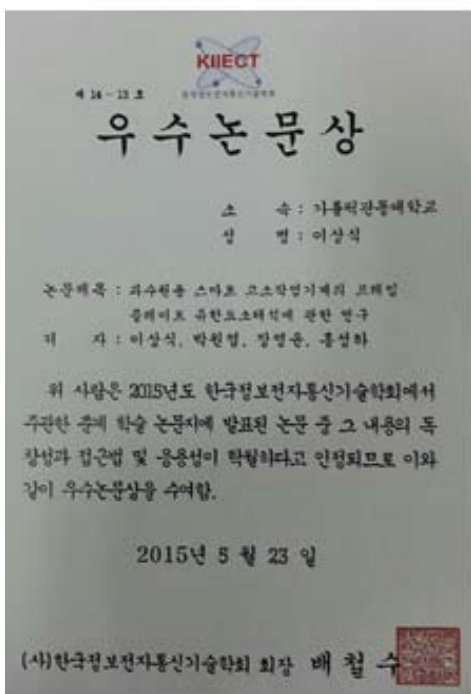 KIIECT
우수논문상
소 속 : 가톨릭관동대학교
성 명 : 이상식
논문제목 : 과수원용 스마트 고소작업기계의 프레임
플레이트 유한요소해석에 관한 연구
저 자 : 이상식, 박원엽, 장영윤, 홍성하
위 사람은 2015년도 한국정보전자통신기술학회에서
주관한 춘계 학술 논문지에 발표된 논문 중 그 내용의 독
창성과 접근법 및 응용성이 탁월하다고 인정되므로 이와
같이 우수논문상을 수여함.
2015년 5 월 23 일
(사)한국정보전자통신기술학회 회장 배 철 수